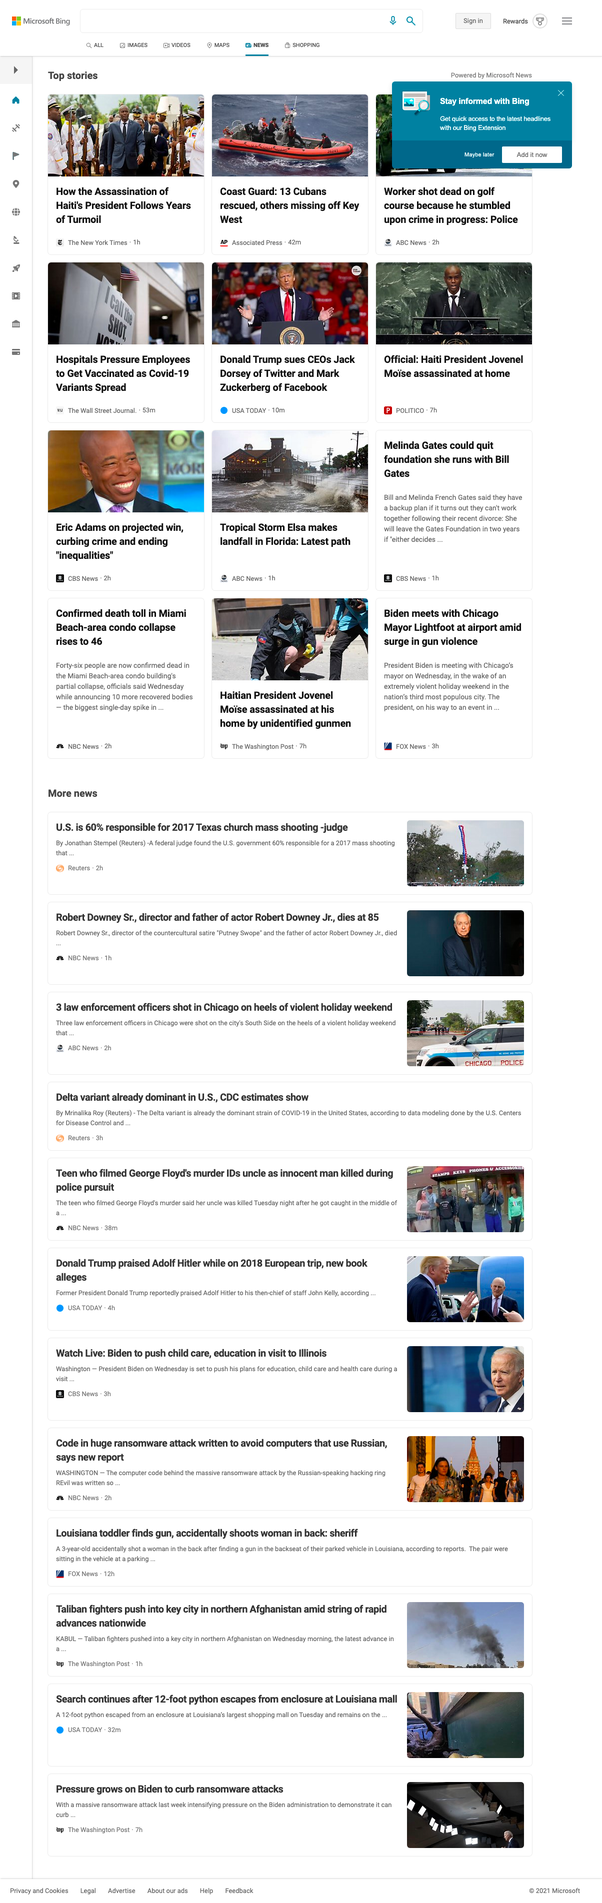 Microsoft Bing
Sign in
Rewards
ALL
IMAGES
VIDEOS
MAPS
NEWS
SHOPPING
Top stories
Powered by Microsoft News
Stay informed with Bing
Get quick access to the latest headlines
with our Bing Extension
Maybe later
Add it now
How the Assassination of
Haiti's President Follows Years
of Turmoil
The New York Times · 1h
Coast Guard: 13 Cubans
rescued, others missing off Key
West
AP Associated Press · 42m
Worker shot dead on golf
course because he stumbled
upon crime in progress: Police
ABC News · 2h
Hospitals Pressure Employees
to Get Vaccinated as Covid-19
Variants Spread
WSJ The Wall Street Journal. · 53m
Donald Trump sues CEOs Jack
Dorsey of Twitter and Mark
Zuckerberg of Facebook
USA TODAY · 10m
Official: Haiti President Jovenel
Moïse assassinated at home
P POLITICO · 7h
Eric Adams on projected win,
curbing crime and ending
"inequalities"
CBS News · 2h
Tropical Storm Elsa makes
landfall in Florida: Latest path
ABC News · 1h
Melinda Gates could quit
foundation she runs with Bill
Gates
Bill and Melinda French Gates said they have
a backup plan if it turns out they can't work
together following their recent divorce: She
will leave the Gates Foundation in two years
if "either decides ...
CBS News · 1h
Confirmed death toll in Miami
Beach-area condo collapse
rises to 46
Forty-six people are now confirmed dead in
the Miami Beach-area condo building's
partial collapse, officials said Wednesday
while announcing 10 more recovered bodies
— the biggest single-day spike in ...
NBC News · 2h
Haitian President Jovenel
Moïse assassinated at his
home by unidentified gunmen
wp The Washington Post · 7h
Biden meets with Chicago
Mayor Lightfoot at airport amid
surge in gun violence
President Biden is meeting with Chicago's
mayor on Wednesday, in the wake of an
extremely violent holiday weekend in the
nation's third most populous city. The
president, on his way to an event in ...
FOX News · 3h
More news
U.S. is 60% responsible for 2017 Texas church mass shooting -judge
By Jonathan Stempel (Reuters) -A federal judge found the U.S. government 60% responsible for a 2017 mass shooting
that ...
Reuters · 2h
Robert Downey Sr., director and father of actor Robert Downey Jr., dies at 85
Robert Downey Sr., director of the countercultural satire "Putney Swope" and the father of actor Robert Downey Jr., died
...
NBC News · 1h
3 law enforcement officers shot in Chicago on heels of violent holiday weekend
Three law enforcement officers in Chicago were shot on the city's South Side on the heels of a violent holiday weekend
that ...
ABC News · 2h
CHICAGO POLICE
Delta variant already dominant in U.S., CDC estimates show
By Mrinalika Roy (Reuters) - The Delta variant is already the dominant strain of COVID-19 in the United States, according to data modeling done by the U.S. Centers
for Disease Control and ...
Reuters · 3h
Teen who filmed George Floyd's murder IDs uncle as innocent man killed during
police pursuit
The teen who filmed George Floyd's murder said her uncle was killed Tuesday night after he got caught in the middle of
a ...
NBC News · 38m
Donald Trump praised Adolf Hitler while on 2018 European trip, new book
alleges
Former President Donald Trump reportedly praised Adolf Hitler to his then-chief of staff John Kelly, according ...
USA TODAY · 4h
Watch Live: Biden to push child care, education in visit to Illinois
Washington — President Biden on Wednesday is set to push his plans for education, child care and health care during a
visit ...
CBS News · 3h
Code in huge ransomware attack written to avoid computers that use Russian,
says new report
WASHINGTON — The computer code behind the massive ransomware attack by the Russian-speaking hacking ring
REvil was written so ...
NBC News · 2h
Louisiana toddler finds gun, accidentally shoots woman in back: sheriff
A 3-year-old accidentally shot a woman in the back after finding a gun in the backseat of their parked vehicle in Louisiana, according to reports. The pair were
sitting in the vehicle at a parking ...
FOX News · 12h
Taliban fighters push into key city in northern Afghanistan amid string of rapid
advances nationwide
KABUL — Taliban fighters pushed into a key city in northern Afghanistan on Wednesday morning, the latest advance in
a ...
wp The Washington Post · 1h
Search continues after 12-foot python escapes from enclosure at Louisiana mall
A 12-foot python escaped from an enclosure at Louisiana's largest shopping mall on Tuesday and remains on the ...
USA TODAY · 32m
Pressure grows on Biden to curb ransomware attacks
With a massive ransomware attack last week intensifying pressure on the Biden administration to demonstrate it can
curb ...
wp The Washington Post · 7h
Privacy and Cookies
Legal
Advertise
About our ads
Help
Feedback
© 2021 Microsoft